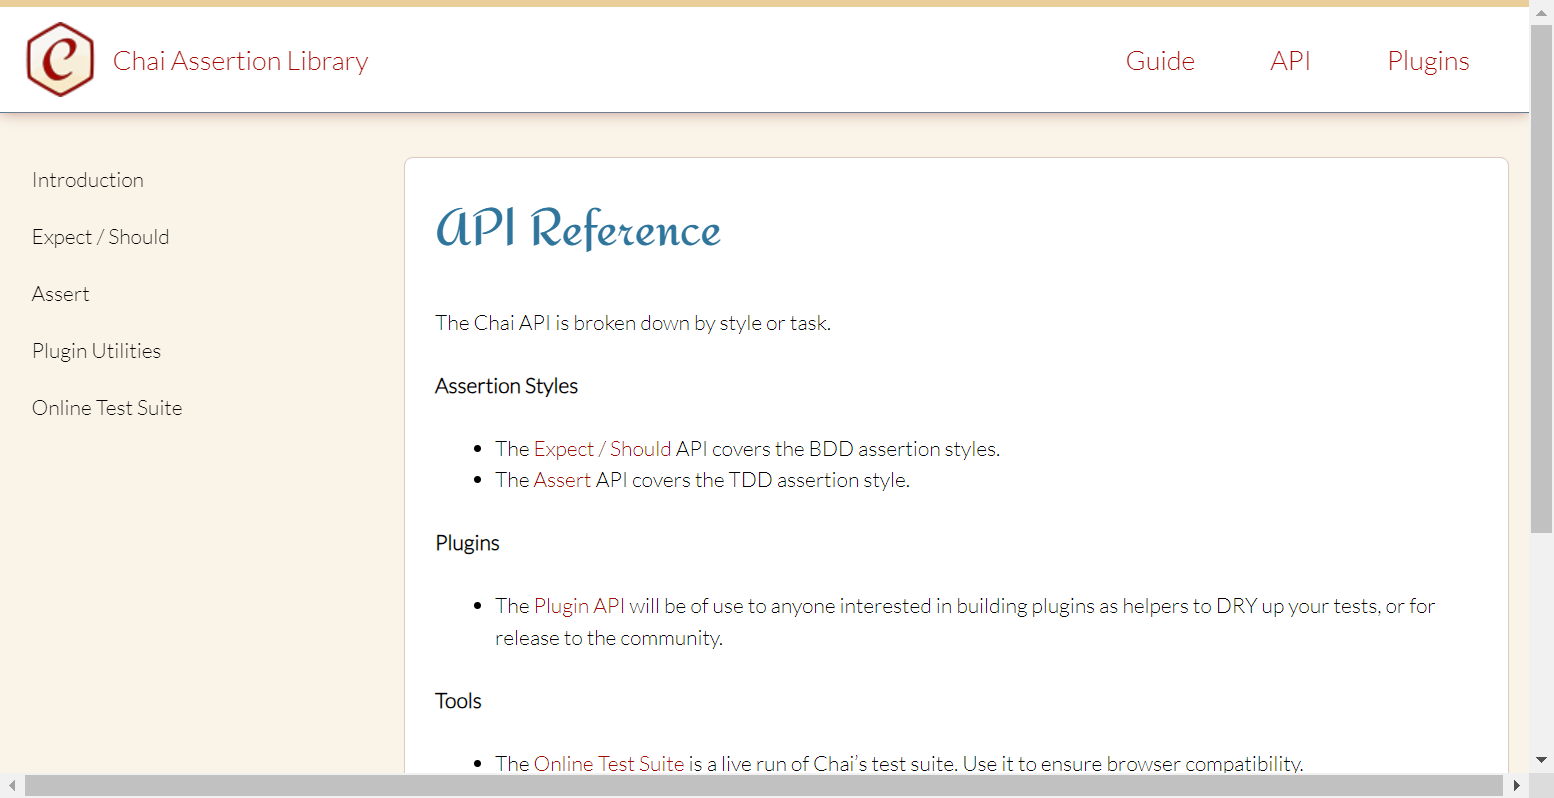 Chai Assertion Library
Guide
API
Plugins
Introduction
Expect / Should
Assert
Plugin Utilities
Online Test Suite
API Reference
The Chai API is broken down by style or task.
Assertion Styles
The Expect / Should API covers the BDD assertion styles.
The Assert API covers the TDD assertion style.
Plugins
The Plugin API will be of use to anyone interested in building plugins as helpers to DRY up your tests, or for
release to the community.
Tools
The Online Test Suite is a live run of Chai’s test suite. Use it to ensure browser compatibility.